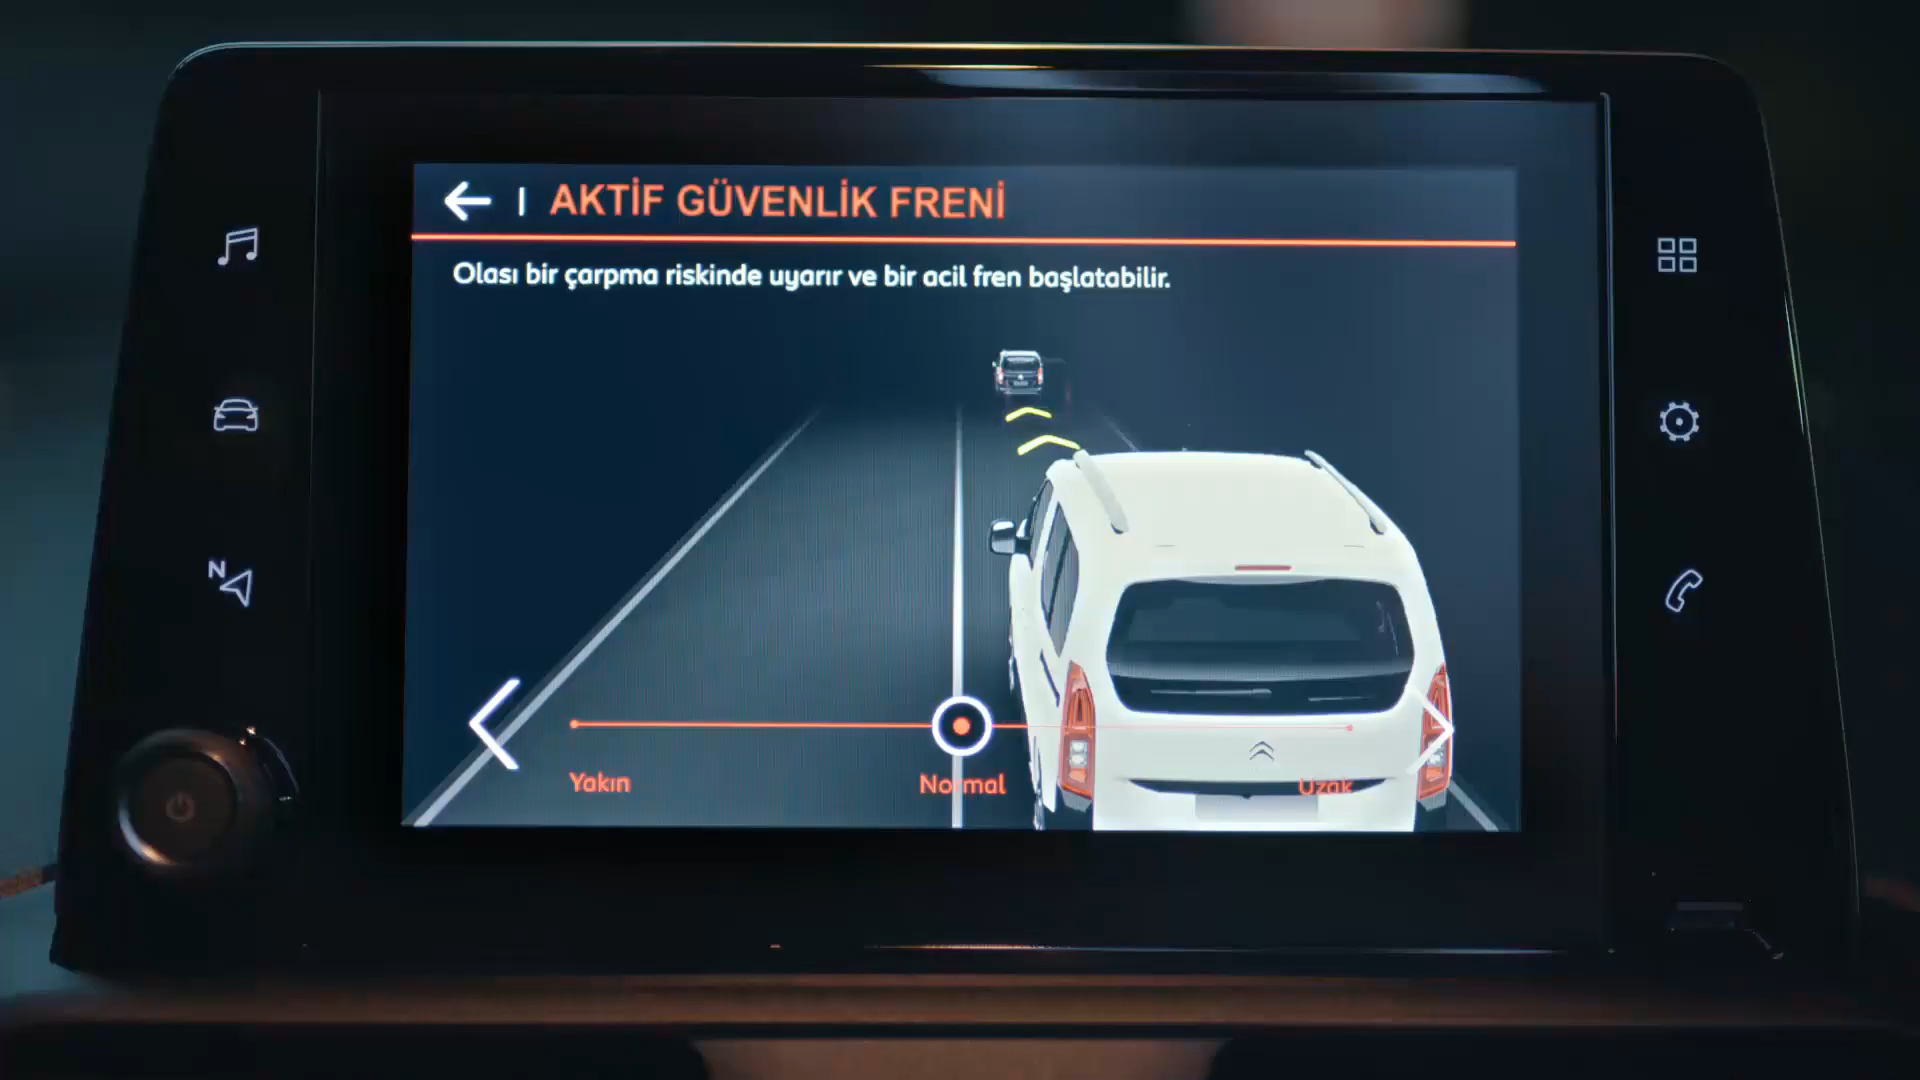 AKTİF GÜVENLİK FRENİ
Olası bir çarpma riskinde uyarır ve bir acil fren başlatabilir.
N
Yakın
Normal
Uzak